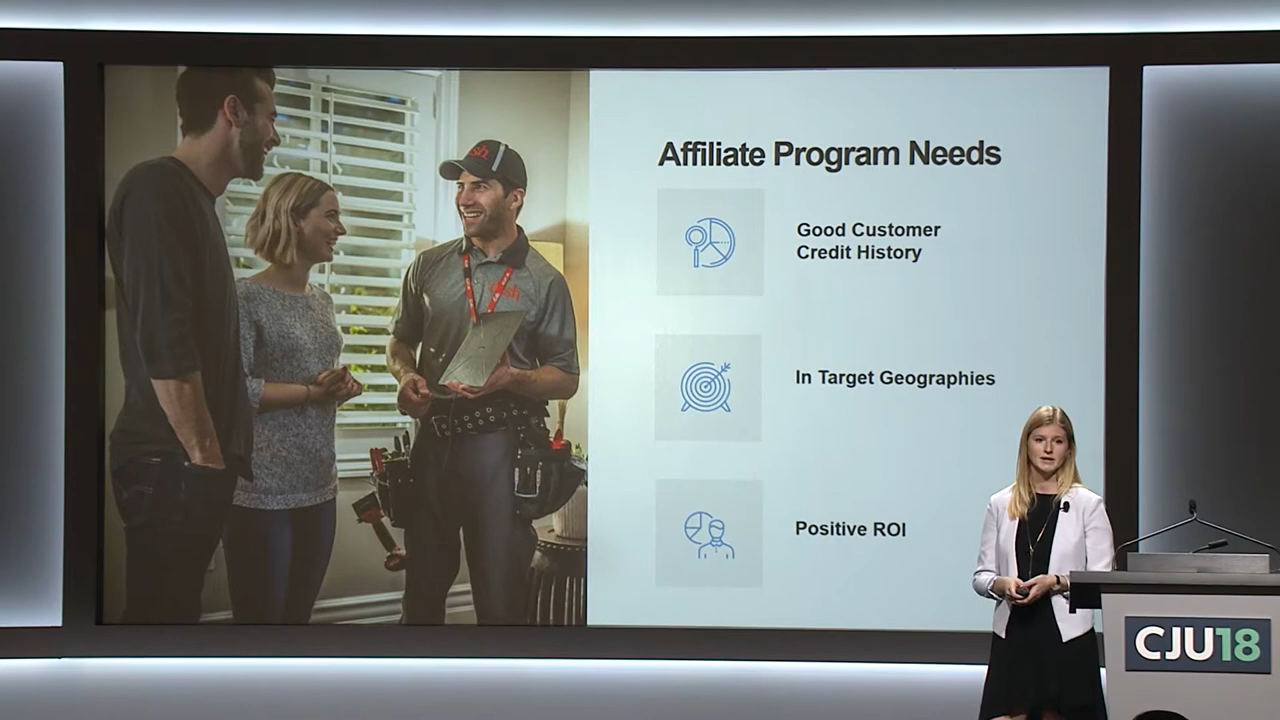 Affiliate Program Needs
Good Customer
Credit History
In Target Geographies
Positive ROI
CJU18